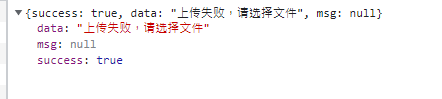 ▼{success: true, data: "上传失败，请选择文件", msg: null}
data: "上传失败，请选择文件"
msg: null
success: true